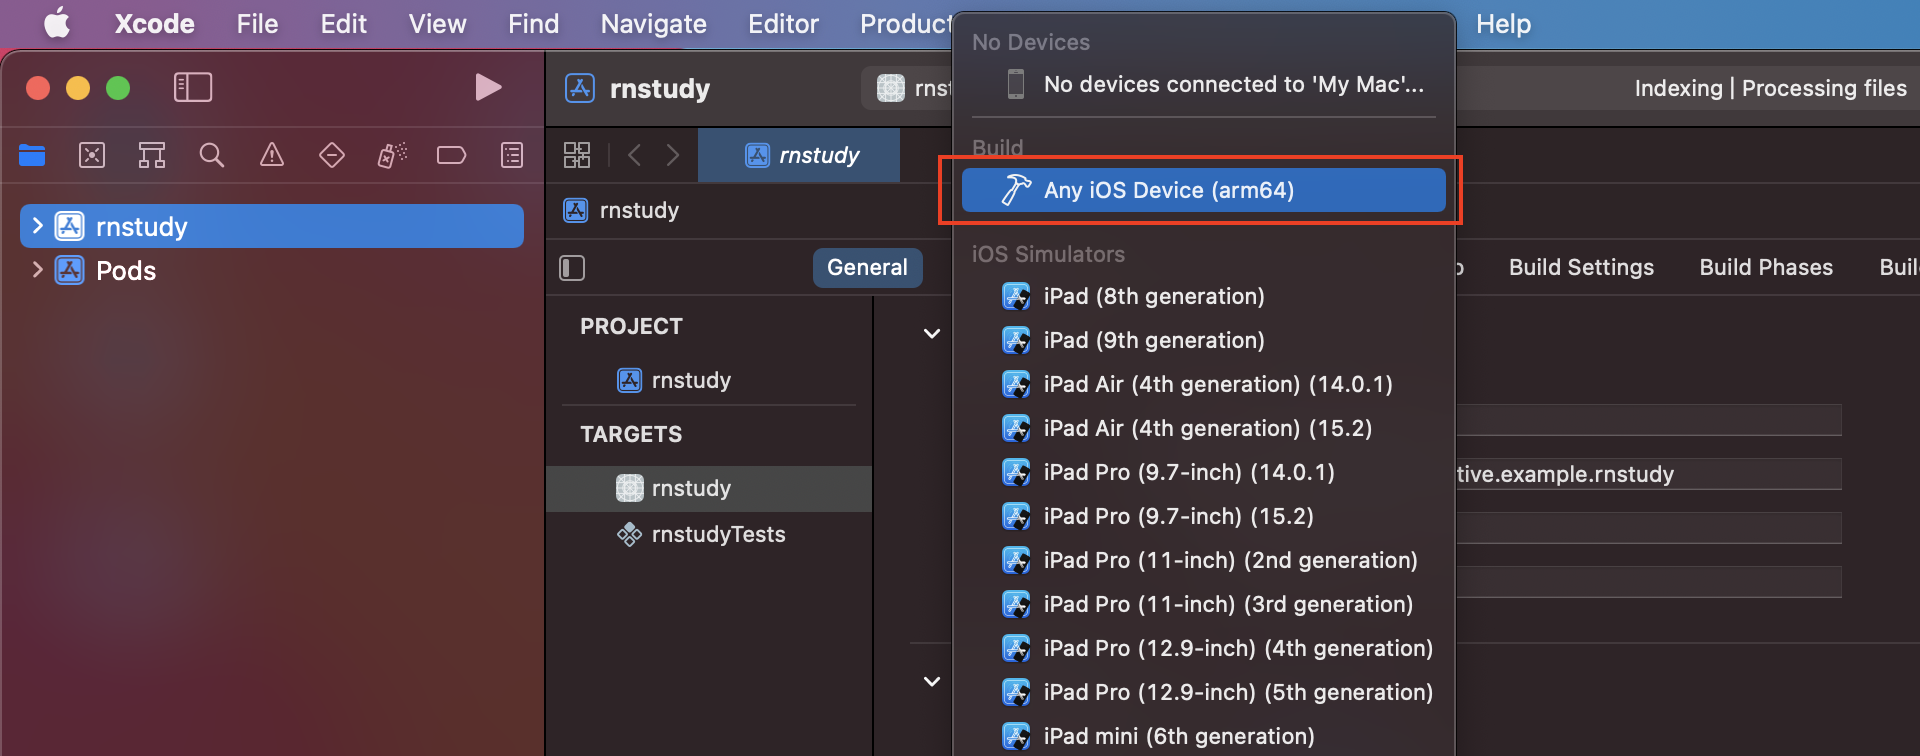 Xcode File Edit View Find Navigate Editor Product Help
No Devices
No devices connected to 'My Mac'...
rnstudy
Indexing | Processing files
Build
rnstudy
Any iOS Device (arm64)
rnstudy
Pods
rnstudy
General
Build Settings
Build Phases
iOS Simulators
iPad (8th generation)
iPad (9th generation)
iPad Air (4th generation) (14.0.1)
iPad Air (4th generation) (15.2)
iPad Pro (9.7-inch) (14.0.1)
iPad Pro (9.7-inch) (15.2)
iPad Pro (11-inch) (2nd generation)
iPad Pro (11-inch) (3rd generation)
iPad Pro (12.9-inch) (4th generation)
iPad Pro (12.9-inch) (5th generation)
iPad mini (6th generation)
PROJECT
rnstudy
TARGETS
rnstudy
rnstudyTests
tive.example.rnstudy